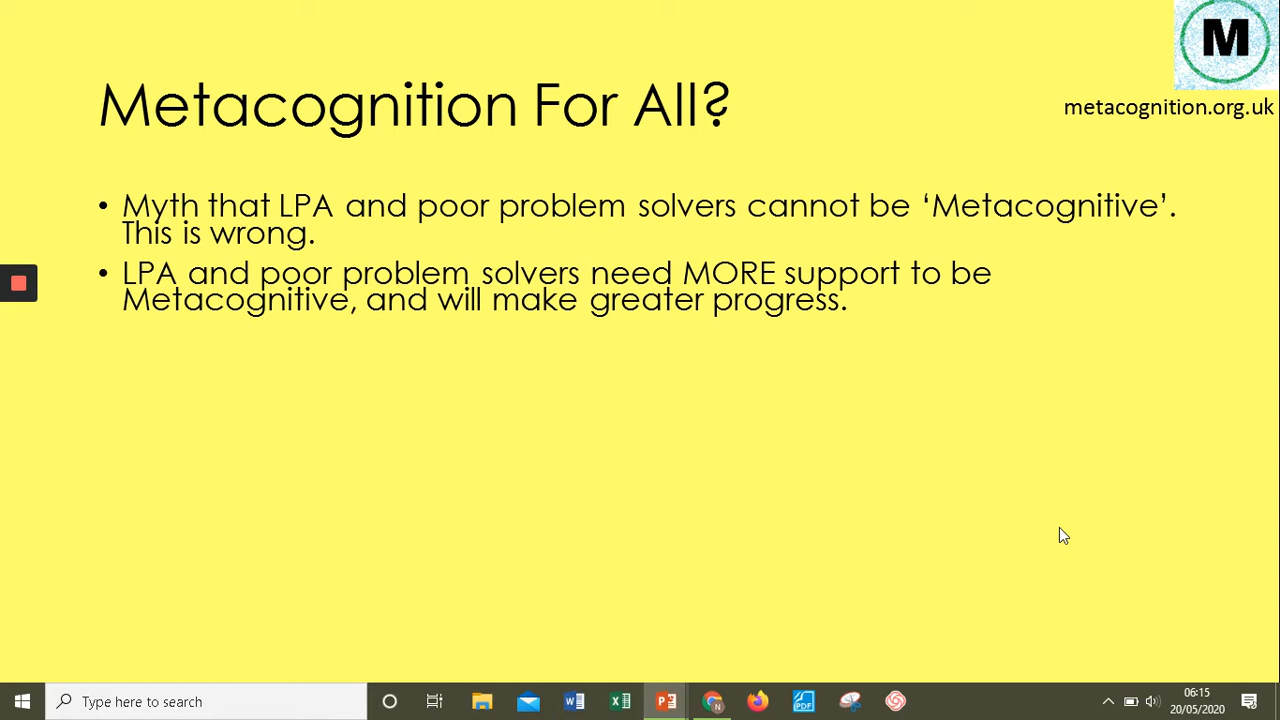 M
metacognition.org.uk
Metacognition For All?
• Myth that LPA and poor problem solvers cannot be ‘Metacognitive’.
This is wrong.
• LPA and poor problem solvers need MORE support to be
Metacognitive, and will make greater progress.
Type here to search
06:15
20/05/2020